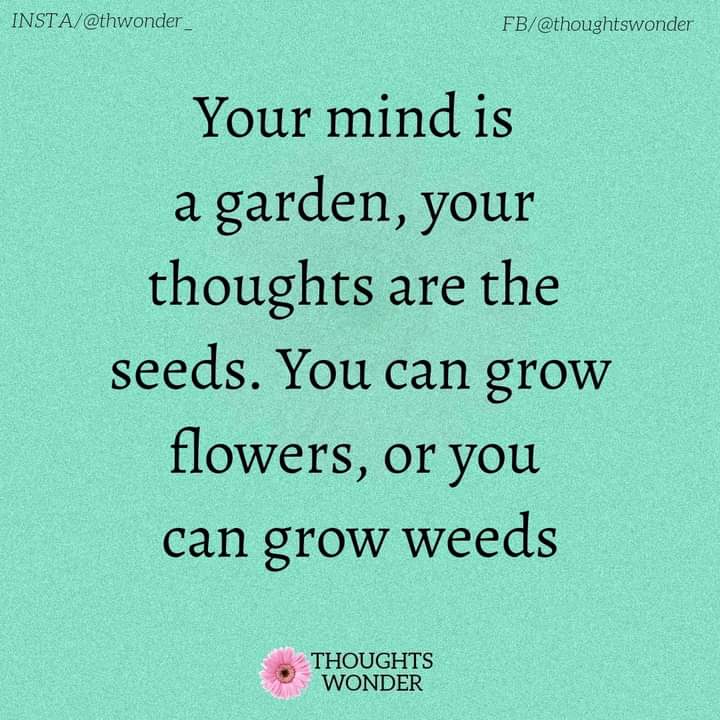 INSTA/@thwonder_
FB/@thoughtswonder
Your mind is
a garden, your
thoughts are the
seeds. You can grow
flowers, or you
can grow weeds
THOUGHTS
WONDER